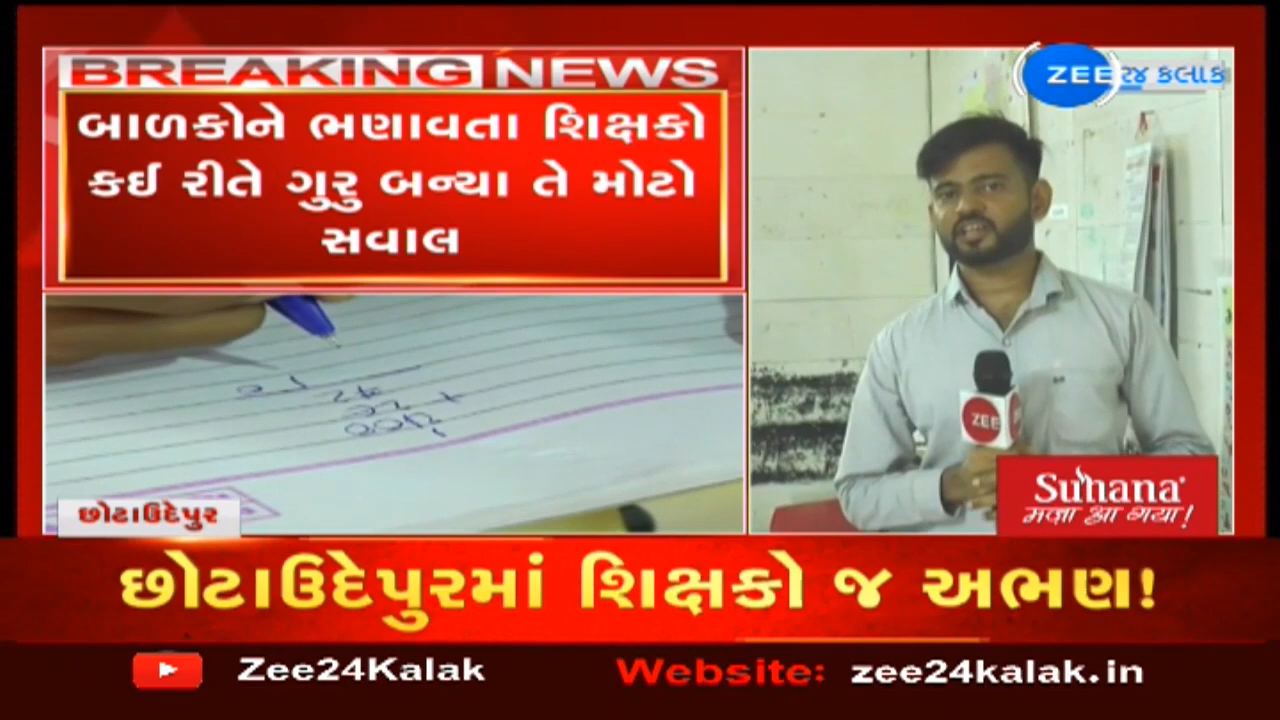 BREAKING NEWS
બાળકોને ભણાવતા શિક્ષકો
કઈ રીતે ગુરુ બન્યા તે મોટો
સવાલ
ZEE
કલાક
ZEE
Suhana
मज़ा आ गया!
છોટાઉદેપુર
છોટાઉદેપુરમાં શિક્ષકો જ અભણ!
Zee24Kalak
Website: zee24kalak.in